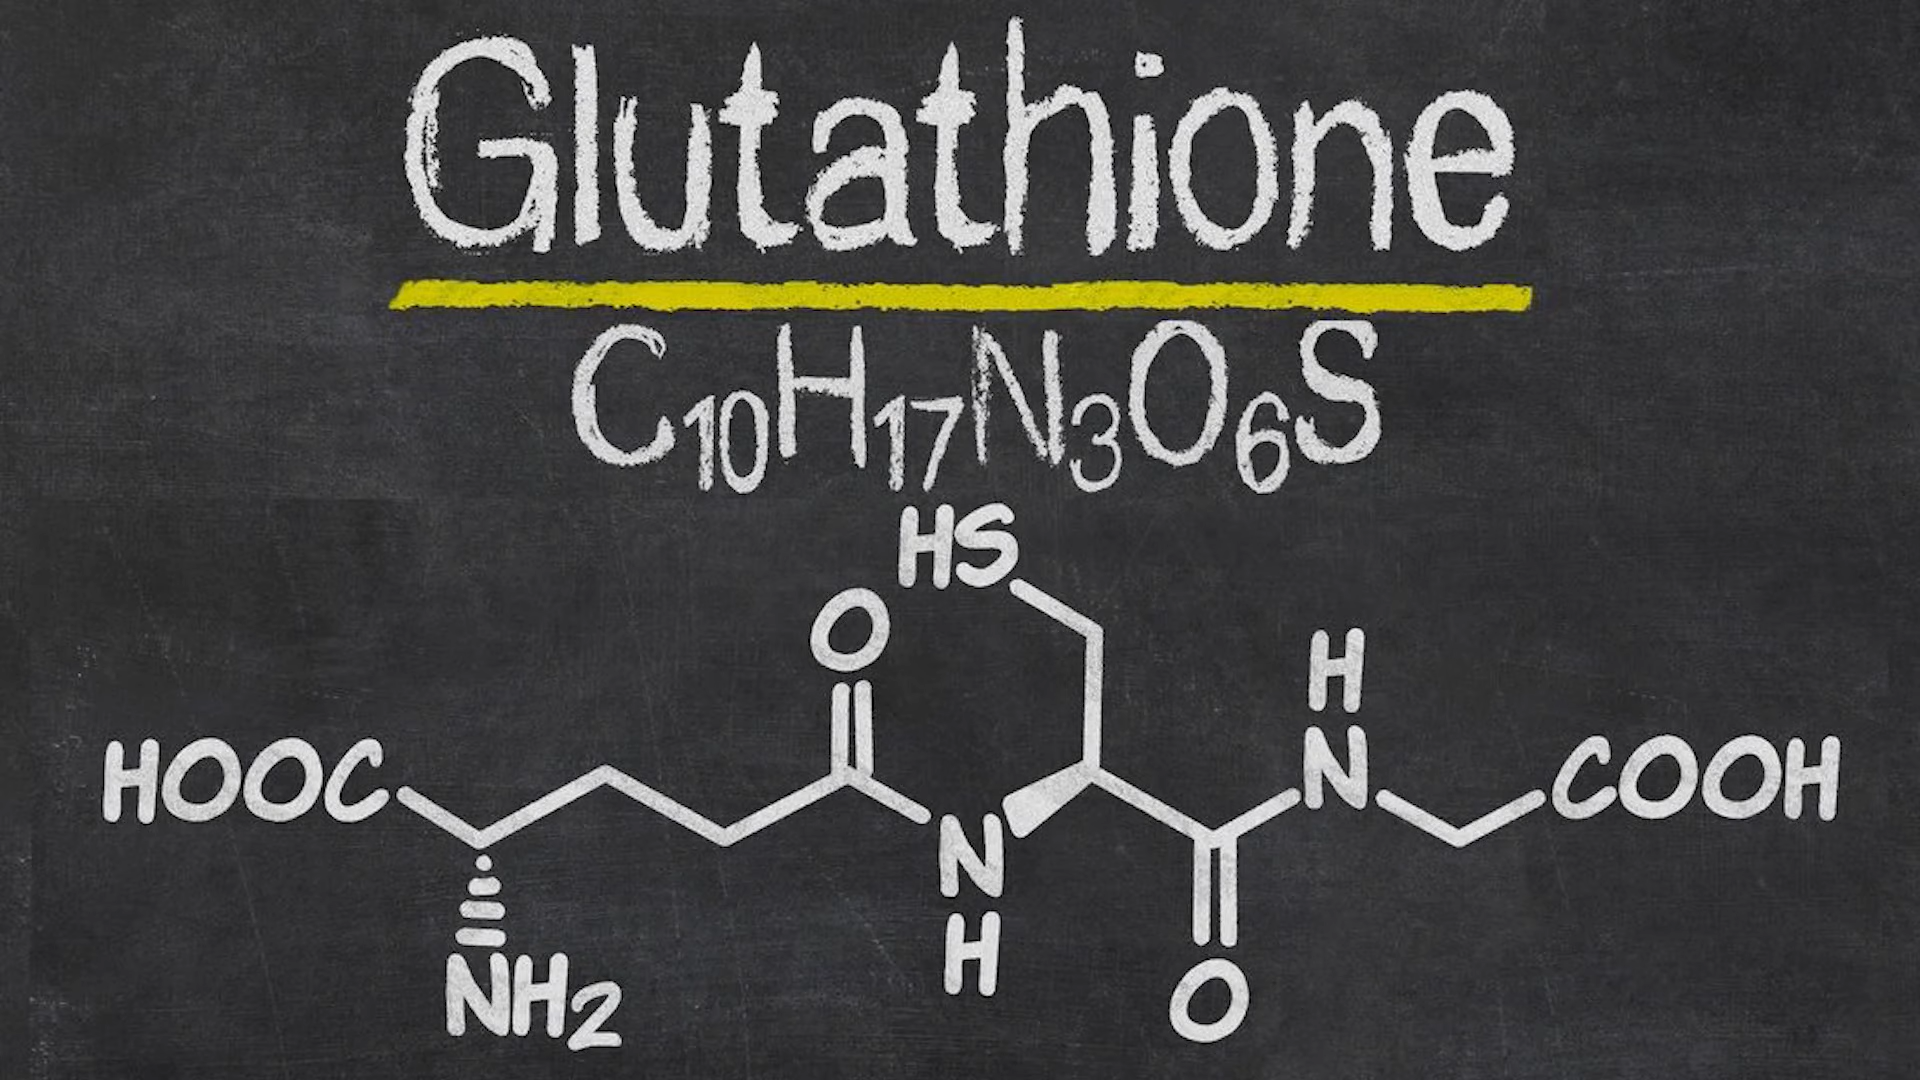 Glutathione
C10H17N3O6S
HS
O
H
HOOC
N
COOH
N
H
NH2
O